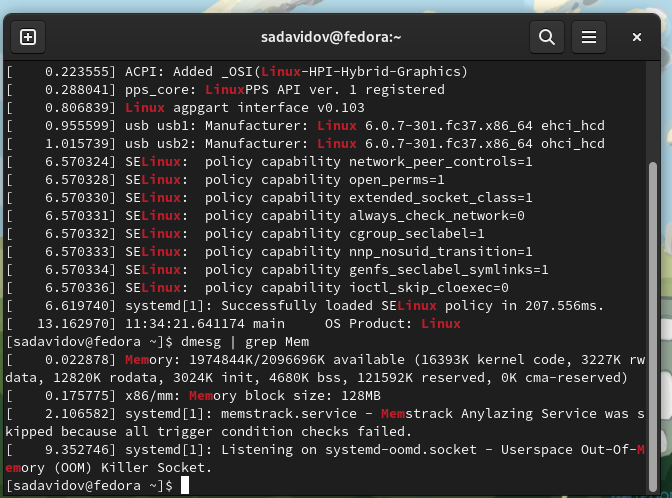 sadavidov@fedora:~
[    0.223555] ACPI: Added _OSI(Linux-HPI-Hybrid-Graphics)
[    0.288041] pps_core: LinuxPPS API ver. 1 registered
[    0.806839] Linux agpgart interface v0.103
[    0.955599] usb usb1: Manufacturer: Linux 6.0.7-301.fc37.x86_64 ehci_hcd
[    1.015739] usb usb2: Manufacturer: Linux 6.0.7-301.fc37.x86_64 ohci_hcd
[    6.570324] SELinux:  policy capability network_peer_controls=1
[    6.570328] SELinux:  policy capability open_perms=1
[    6.570330] SELinux:  policy capability extended_socket_class=1
[    6.570331] SELinux:  policy capability always_check_network=0
[    6.570332] SELinux:  policy capability cgroup_seclabel=1
[    6.570333] SELinux:  policy capability nnp_nosuid_transition=1
[    6.570334] SELinux:  policy capability genfs_seclabel_symlinks=1
[    6.570336] SELinux:  policy capability ioctl_skip_cloexec=0
[    6.619740] systemd[1]: Successfully loaded SELinux policy in 207.556ms.
[   13.162970] 11:34:21.641174 main     OS Product: Linux
[sadavidov@fedora ~]$ dmesg | grep Mem
[    0.022878] Memory: 1974844K/2096696K available (16393K kernel code, 3227K rw
data, 12820K rodata, 3024K init, 4680K bss, 121592K reserved, 0K cma-reserved)
[    0.175775] x86/mm: Memory block size: 128MB
[    2.106582] systemd[1]: memstrack.service - Memstrack Anylazing Service was s
kipped because all trigger condition checks failed.
[    9.352746] systemd[1]: Listening on systemd-oomd.socket - Userspace Out-Of-M
emory (OOM) Killer Socket.
[sadavidov@fedora ~]$